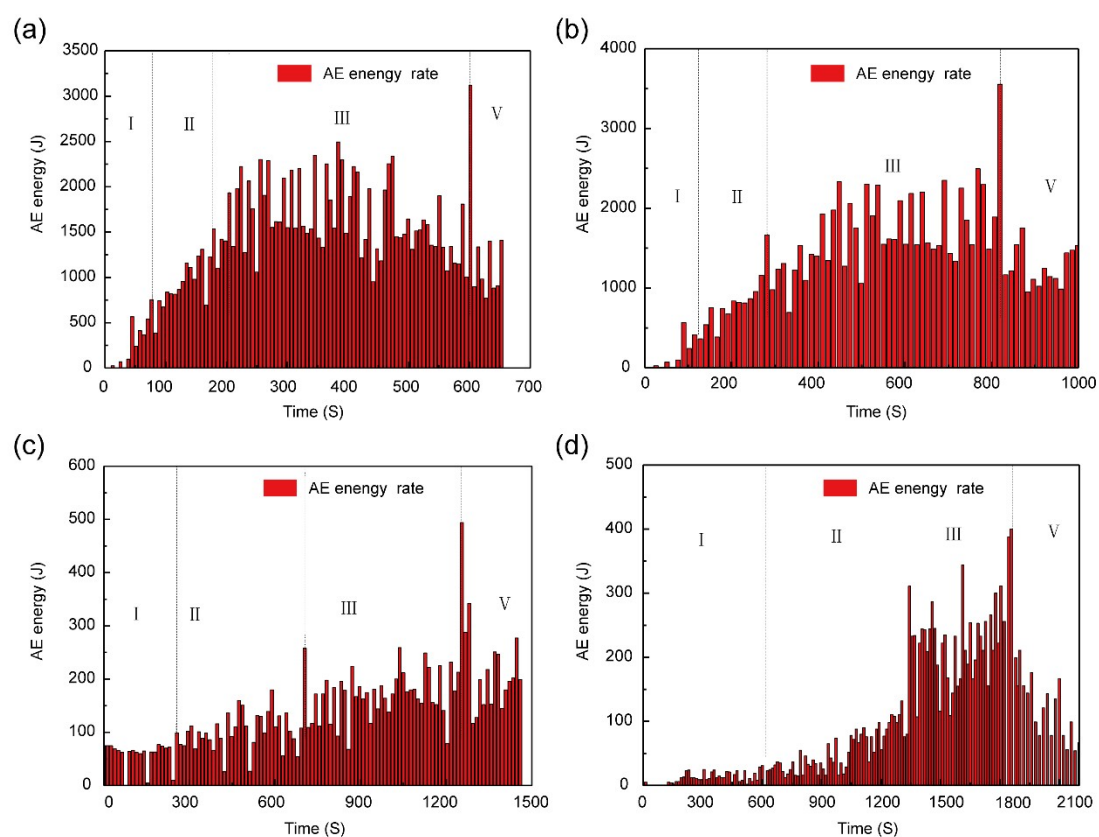 (a)
3500
3000
2500
2000
1500
1000
500
0
AE energy (J)
AE energy rate
I
II
III
V
0 100 200 300 400 500 600 700
Time (S)
(b)
4000
3000
2000
1000
0
AE energy (J)
AE energy rate
I
II
III
V
0 200 400 600 800 1000
Time (S)
(c)
600
500
400
300
200
100
0
AE energy (J)
AE energy rate
I
II
III
V
0 300 600 900 1200 1500
Time (S)
(d)
500
400
300
200
100
0
AE energy (J)
AE energy rate
I
II
III
V
0 300 600 900 1200 1500 1800 2100
Time (S)